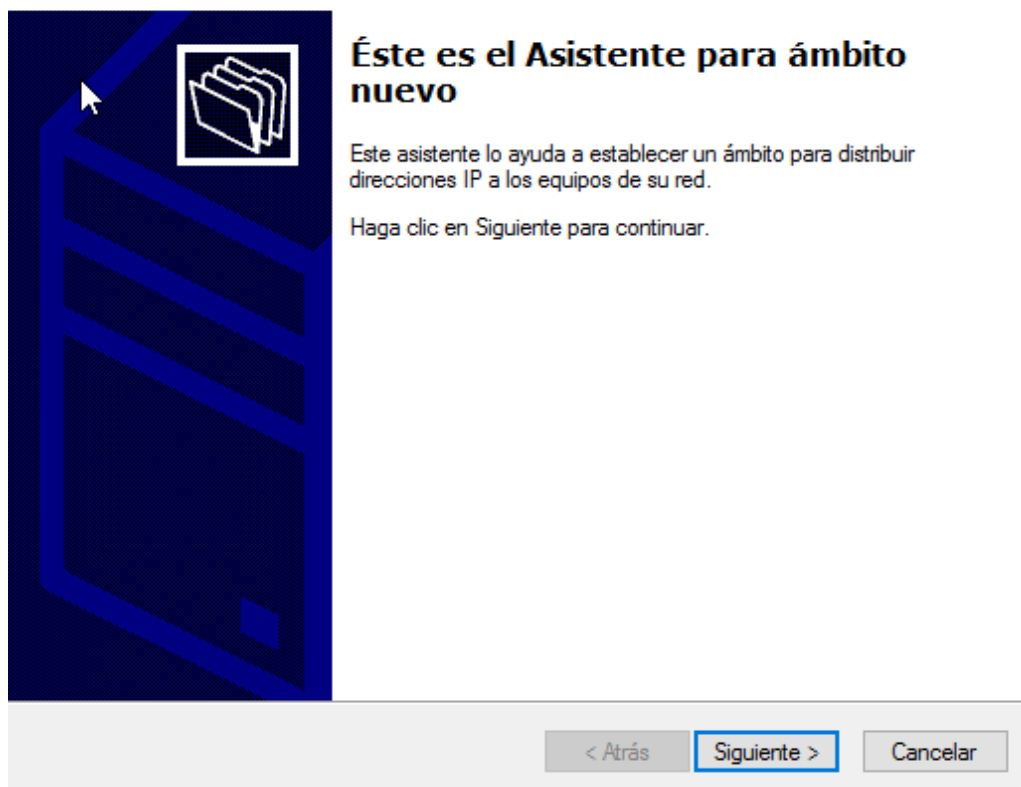 Éste es el Asistente para ámbito
nuevo
Este asistente lo ayuda a establecer un ámbito para distribuir
direcciones IP a los equipos de su red.
Haga clic en Siguiente para continuar.
< Atrás
Siguiente >
Cancelar